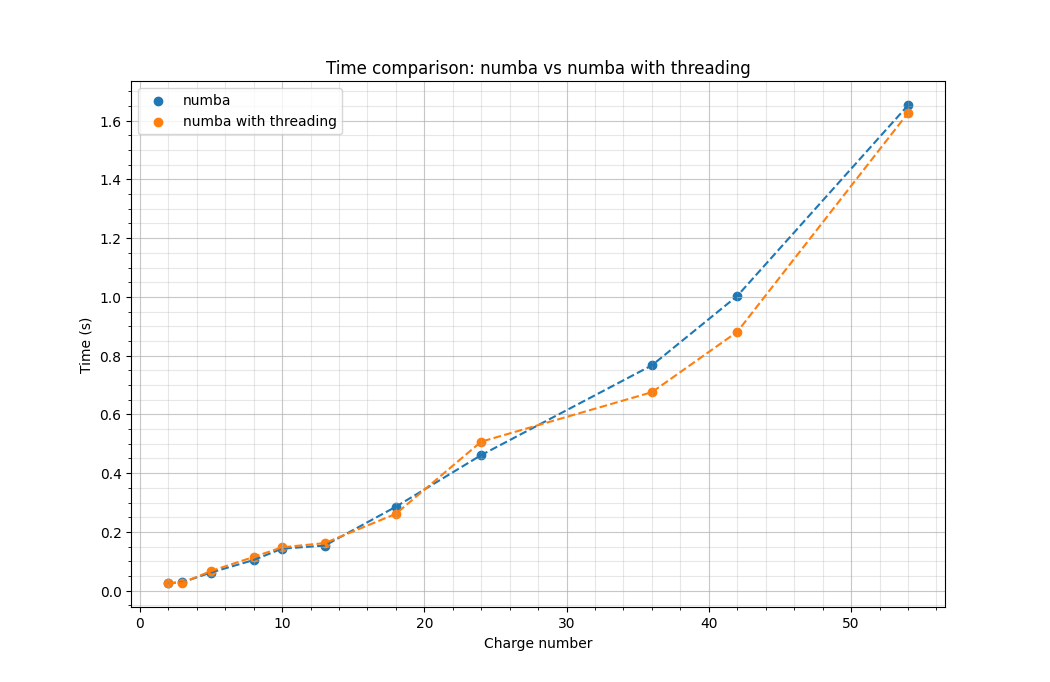 Time comparison: numba vs numba with threading
numba
numba with threading
1.6
1.4
1.2
1.0
0.8
0.6
0.4
0.2
0.0
Time (s)
0 10 20 30 40 50
Charge number